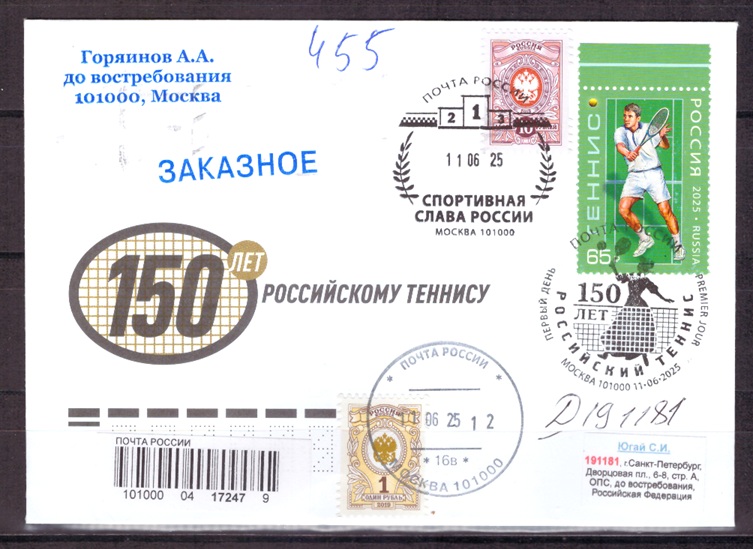 Горяинов А.А.
до востребования
101000, Москва
455
ЗАКАЗНОЕ
РОССИЯ
10
ПОЧТА РОССИИ
2 1 3
11 06 25
СПОРТИВНАЯ
СЛАВА РОССИИ
МОСКВА 101000
ТЕННИС
65
РОССИЯ 2025 • RUSSIA
ПОЧТА РОССИИ
ПЕРВЫЙ ДЕНЬ
PREMIER JOUR
150
ЛЕТ
РОССИЙСКИЙ ТЕННИС
МОСКВА 101000 11-06-2025
150 ЛЕТ
РОССИЙСКОМУ ТЕННИСУ
ПОЧТА РОССИИ
06 25 12
* 16в *
МОСКВА 101000
1
ОДИН РУБЛЬ
2019
Д191181
ПОЧТА РОССИИ
101000 04 17247 9
Югай С.И.
191181, г.Санкт-Петербург,
Дворцовая пл., 6-8, стр. А,
ОПС, до востребования,
Российская Федерация